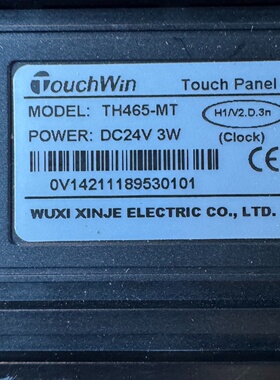 TouchWin Touch Panel
MODEL: TH465-MT H1/V2.D.3n
POWER: DC24V 3W (Clock)
0V14211189530101 CE
WUXI XINJE ELECTRIC CO., LTD.